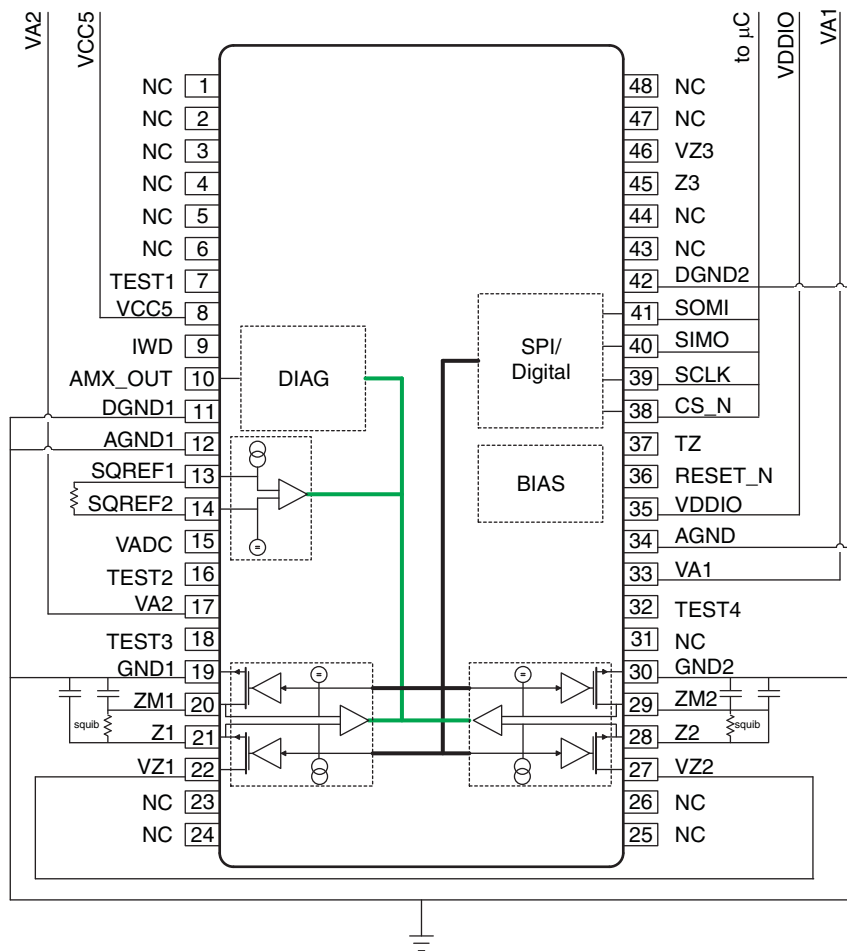 VA2
VCC5
to µC
VDDIO
VA1
NC 1
NC 2
NC 3
NC 4
NC 5
NC 6
TEST1 7
VCC5 8
IWD 9
AMX_OUT 10
DGND1 11
AGND1 12
SQREF1 13
SQREF2 14
VADC 15
TEST2 16
VA2 17
TEST3 18
GND1 19
ZM1 20
squib
Z1 21
VZ1 22
NC 23
NC 24
DIAG
=
=
=
SPI/
Digital
BIAS
=
48 NC
47 NC
46 VZ3
45 Z3
44 NC
43 NC
42 DGND2
41 SOMI
40 SIMO
39 SCLK
38 CS_N
37 TZ
36 RESET_N
35 VDDIO
34 AGND
33 VA1
32 TEST4
31 NC
30 GND2
29 ZM2
squib
28 Z2
27 VZ2
26 NC
25 NC